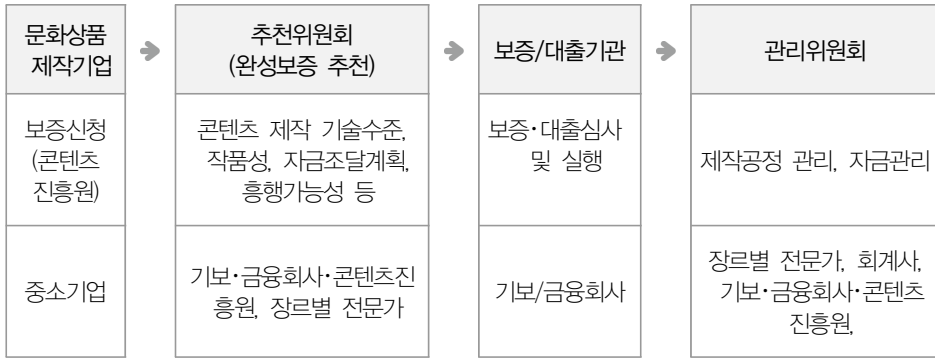 문화상품
제작기업
추천위원회
(완성보증 추천)
보증/대출기관
관리위원회
보증신청
(콘텐츠
진흥원)
콘텐츠 제작 기술수준,
작품성, 자금조달계획,
흥행가능성 등
보증·대출심사
및 실행
제작공정 관리, 자금관리
중소기업
기보·금융회사·콘텐츠진
흥원, 장르별 전문가
기보/금융회사
장르별 전문가, 회계사,
기보·금융회사·콘텐츠
진흥원,